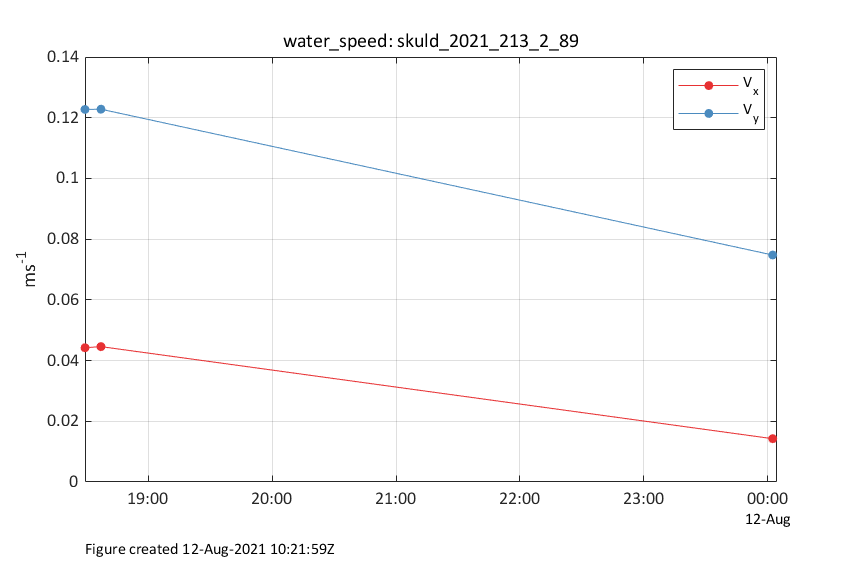 water_speed: skuld_2021_213_2_89
0.14
0.12
0.1
0.08
0.06
0.04
0.02
0
ms-1
Vx
Vy
19:00 20:00 21:00 22:00 23:00 00:00
12-Aug
Figure created 12-Aug-2021 10:21:59Z